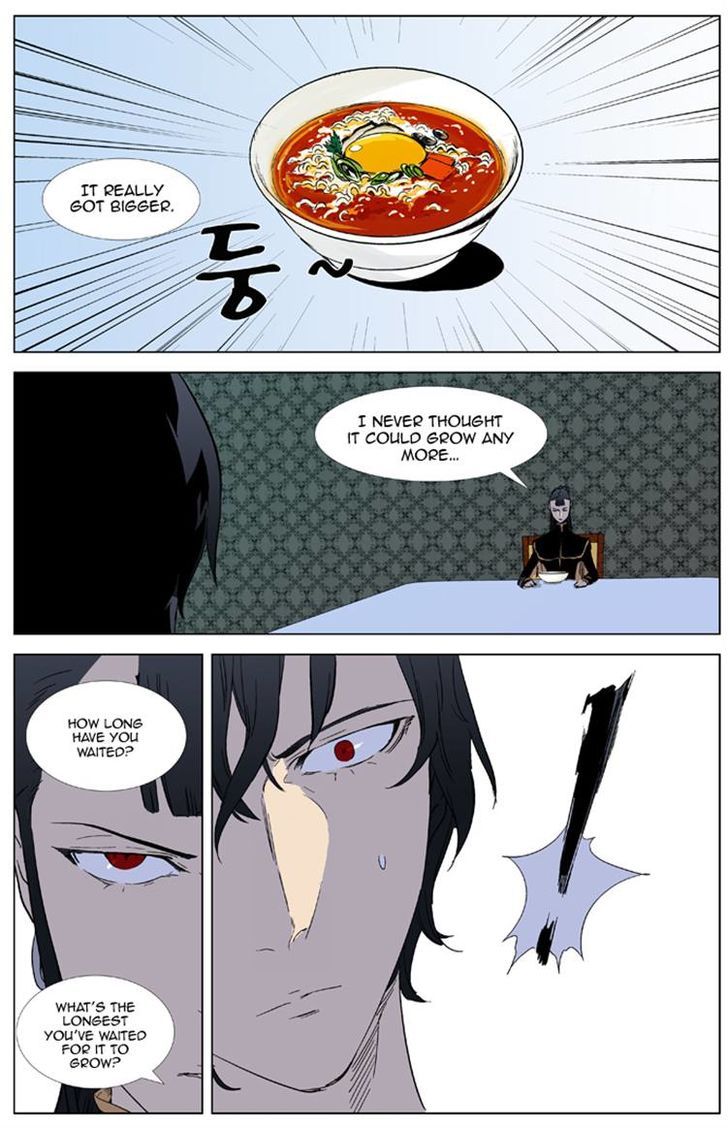 IT REALLY
GOT BIGGER.
둥~
I NEVER THOUGHT
IT COULD GROW ANY
MORE...
HOW LONG
HAVE YOU
WAITED?
WHAT'S THE
LONGEST
YOU'VE WAITED
FOR IT TO
GROW?
!